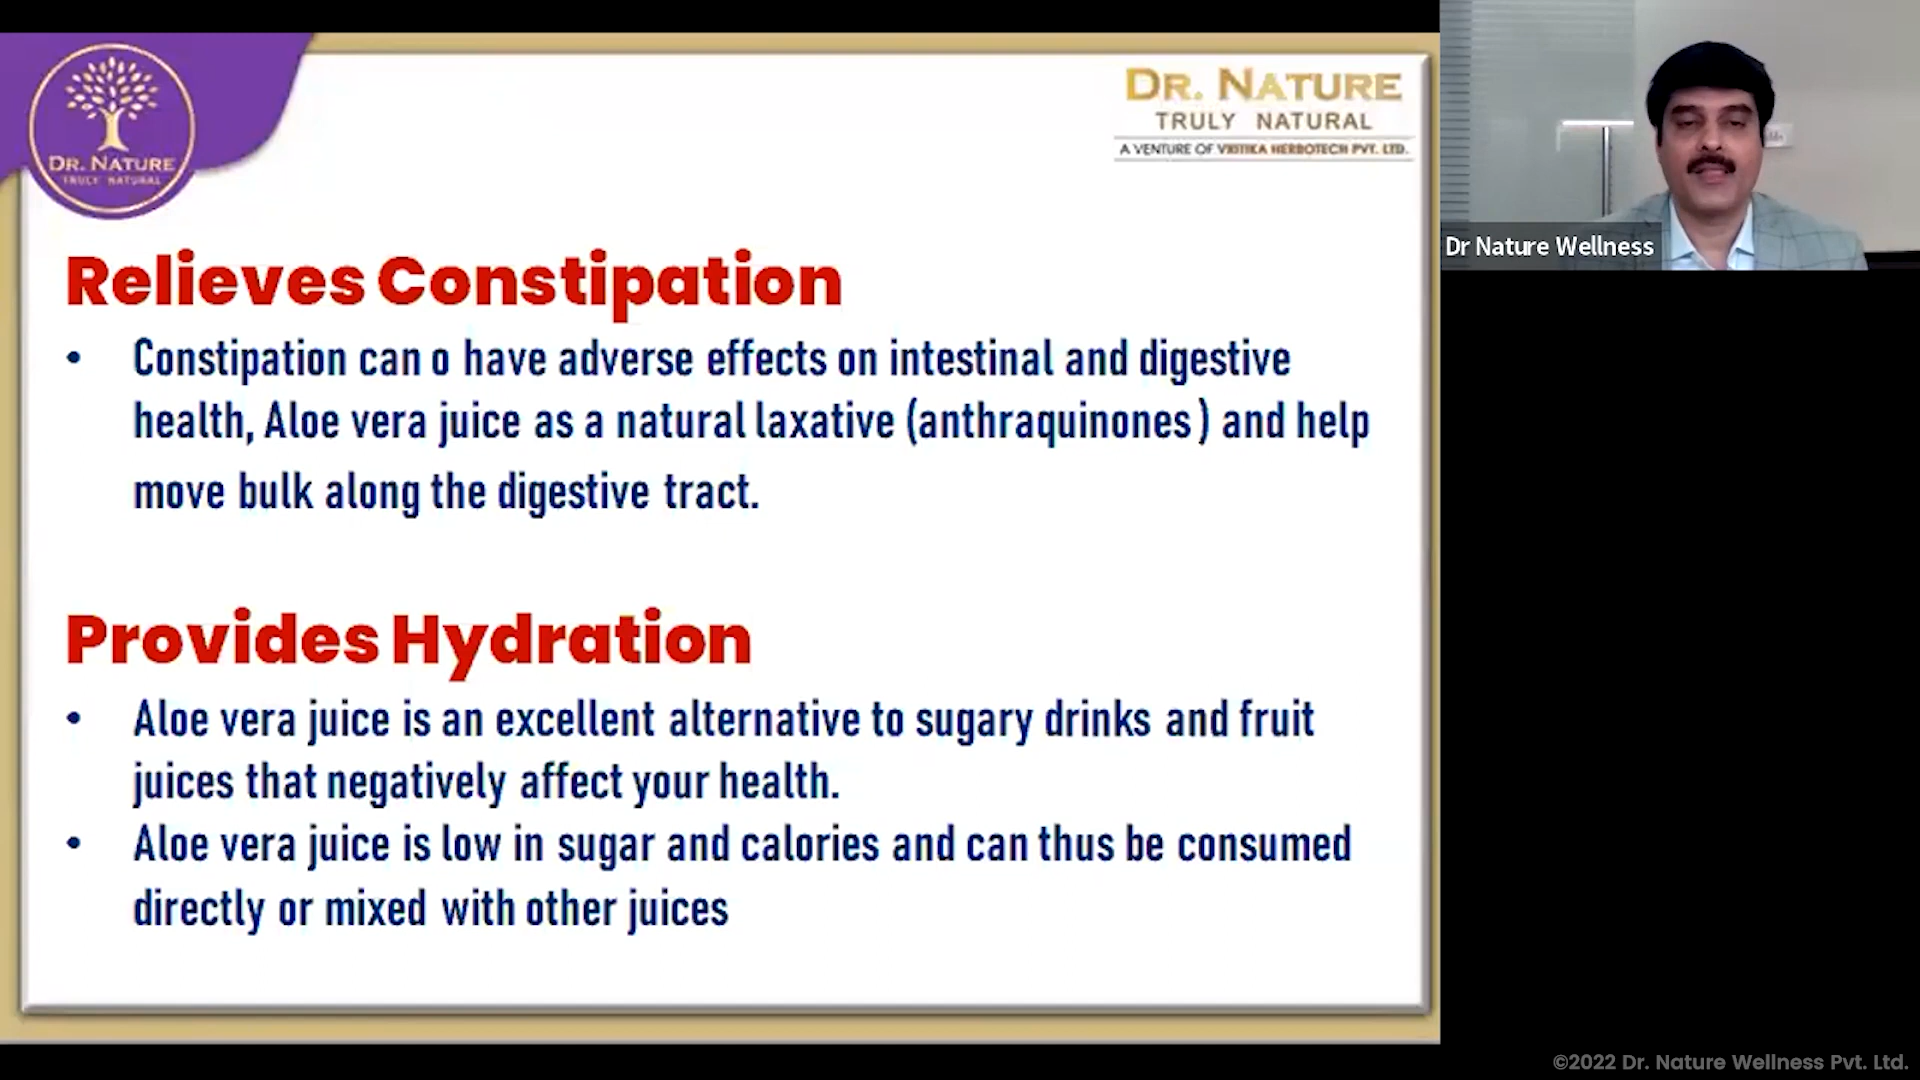 DR. NATURE
TRULY NATURAL
DR. NATURE
TRULY NATURAL
A VENTURE OF VRITIKA HERBOTECH PVT. LTD.
Dr Nature Wellness
Relieves Constipation
• Constipation can o have adverse effects on intestinal and digestive
health, Aloe vera juice as a natural laxative (anthraquinones) and help
move bulk along the digestive tract.
Provides Hydration
• Aloe vera juice is an excellent alternative to sugary drinks and fruit
juices that negatively affect your health.
• Aloe vera juice is low in sugar and calories and can thus be consumed
directly or mixed with other juices
©2022 Dr. Nature Wellness Pvt. Ltd.